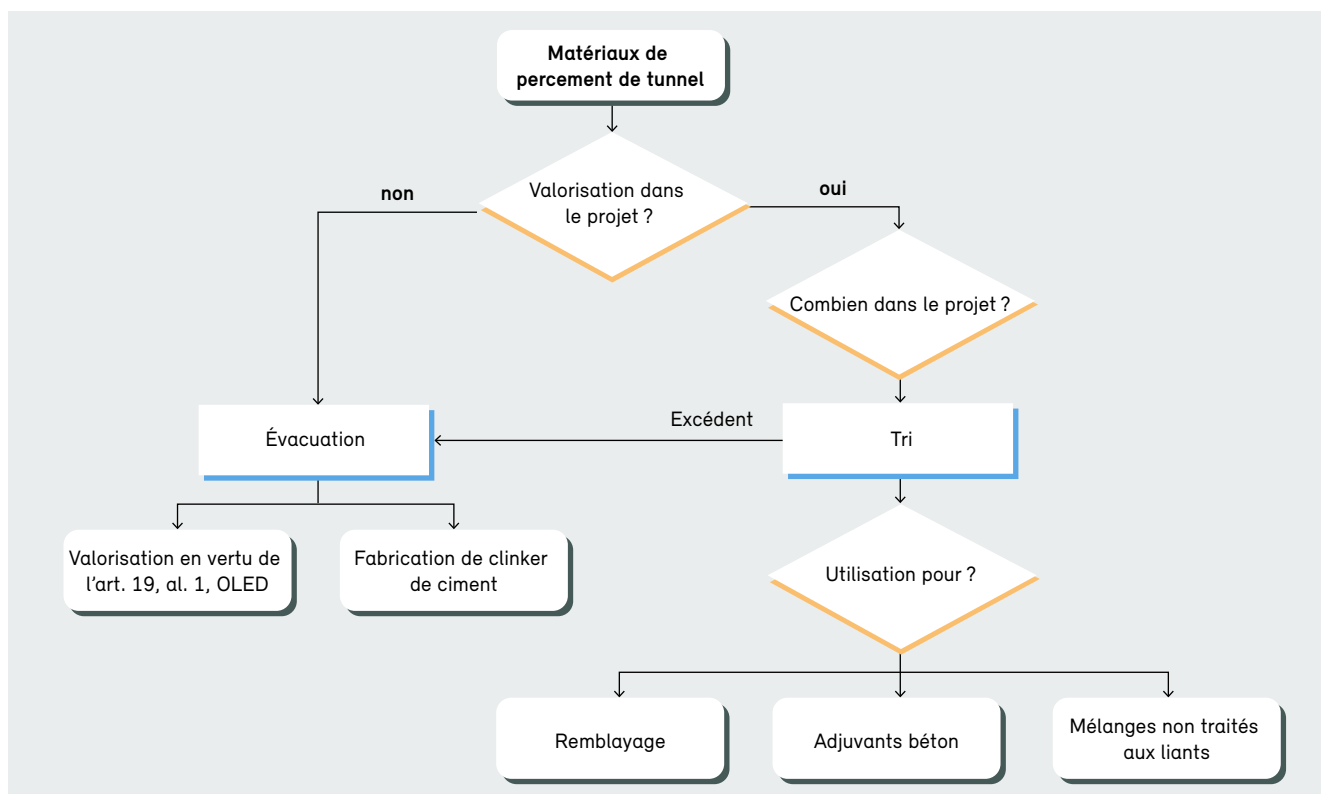 Matériaux de
percement de tunnel
Valorisation dans
le projet ?
non
oui
Combien dans le projet ?
Évacuation
Excédent
Tri
Valorisation en vertu de
l'art. 19, al. 1, OLED
Fabrication de clinker
de ciment
Utilisation pour ?
Remblayage
Adjuvants béton
Mélanges non traités
aux liants